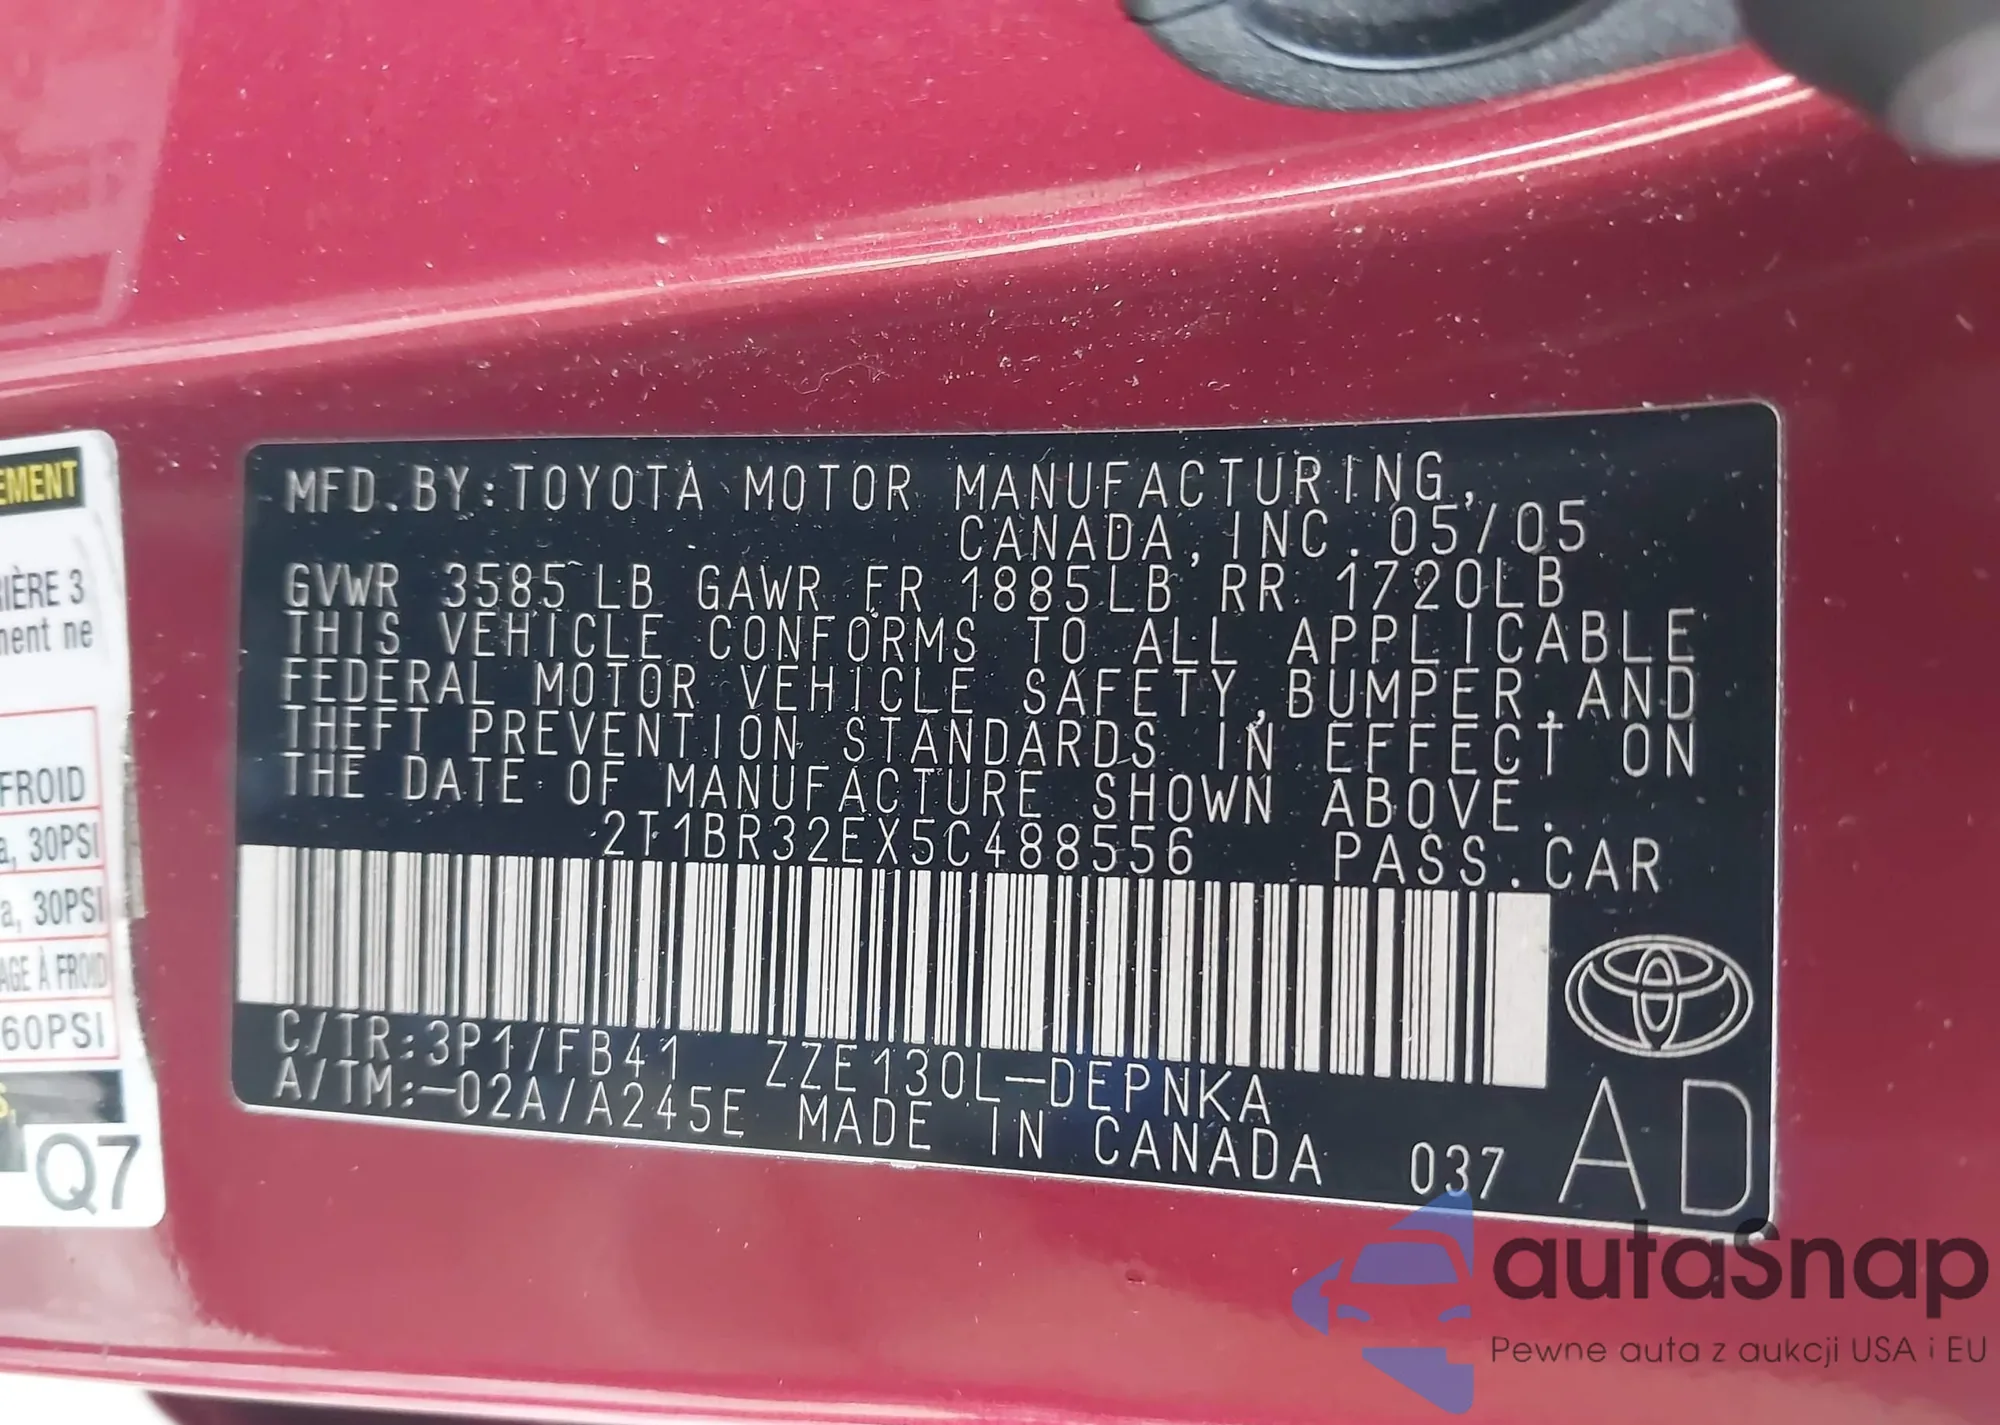 MFD.BY:TOYOTA MOTOR MANUFACTURING,
CANADA, INC. 05/05
GVWR 3585LB GAWR FR 1885LB RR 1720LB
THIS VEHICLE CONFORMS TO ALL APPLICABLE
FEDERAL MOTOR VEHICLE SAFETY,BUMPER,AND
THEFT PREVENTION STANDARDS IN EFFECT ON
THE DATE OF MANUFACTURE SHOWN ABOVE.
2T1BR32EX5C488556 PASS.CAR
C/TR:3P1/FB41 ZZE130L-DEPNKA
A/TM:-02A/A245E MADE IN CANADA 037 AD
EMENT
IÈRE 3
ment ne
FROID
a, 30PSI
a, 30PSI
AGE À FROID
60PSI
S.
Q7
autaSnap
Pewne auta z aukcji USA i EU